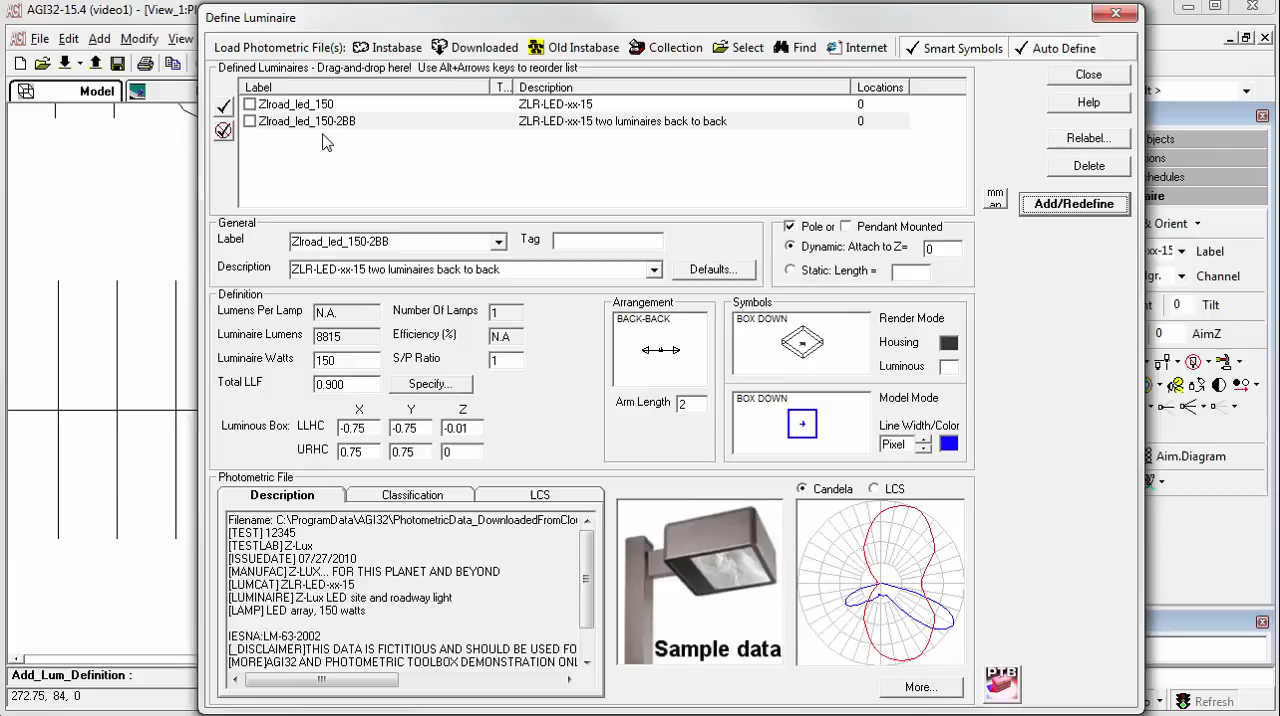 AGI32-15.4 (video1) - [View_1:Pl
Define Luminaire
AGI File Edit Add Modify View
Load Photometric File(s): Instabase Downloaded Old Instabase Collection Select Find Internet Smart Symbols Auto Define
Defined Luminaires - Drag-and-drop here! Use Alt+Arrows keys to reorder list
Label T... Description Locations
Zlroad_led_150 ZLR-LED-xx-15 0
Zlroad_led_150-2BB ZLR-LED-xx-15 two luminaires back to back 0
Close
Help
Relabel...
Delete
mm
Add/Redefine
Model
General
Label Zlroad_led_150-2BB Tag
Description ZLR-LED-xx-15 two luminaires back to back Defaults...
Pole or Pendant Mounted
Dynamic: Attach to Z= 0
Static: Length =
Definition
Lumens Per Lamp N.A. Number Of Lamps 1
Luminaire Lumens 8815 Efficiency (%) N.A
Luminaire Watts 150 S/P Ratio 1
Total LLF 0.900 Specify...
X Y Z
Luminous Box: LLHC -0.75 -0.75 -0.01
URHC 0.75 0.75 0
Arrangement
BACK-BACK
Arm Length 2
Symbols
BOX DOWN
Render Mode
Housing
Luminous
BOX DOWN
Model Mode
Line Width/Color
Pixel
Photometric File
Description Classification LCS
Filename: C:\ProgramData\AGI32\PhotometricData_DownloadedFromClou
[TEST] 12345
[TESTLAB] Z-Lux
[ISSUEDATE] 07/27/2010
[MANUFAC] Z-LUX... FOR THIS PLANET AND BEYOND
[LUMCAT] ZLR-LED-xx-15
[LUMINAIRE] Z-Lux LED site and roadway light
[LAMP] LED array, 150 watts
IESNA:LM-63-2002
[_DISCLAIMER]THIS DATA IS FICTITIOUS AND SHOULD BE USED FO
[MORE]AGI32 AND PHOTOMETRIC TOOLBOX DEMONSTRATION ONL
Sample data
Candela LCS
More...
PTB
t >
bjects
tions
chedules
aire
& Orient
xx-15 Label
lgr. Channel
nt 0 Tilt
0 AimZ
Aim.Diagram
Refresh
Add_Lum_Definition :
272.75, 84, 0